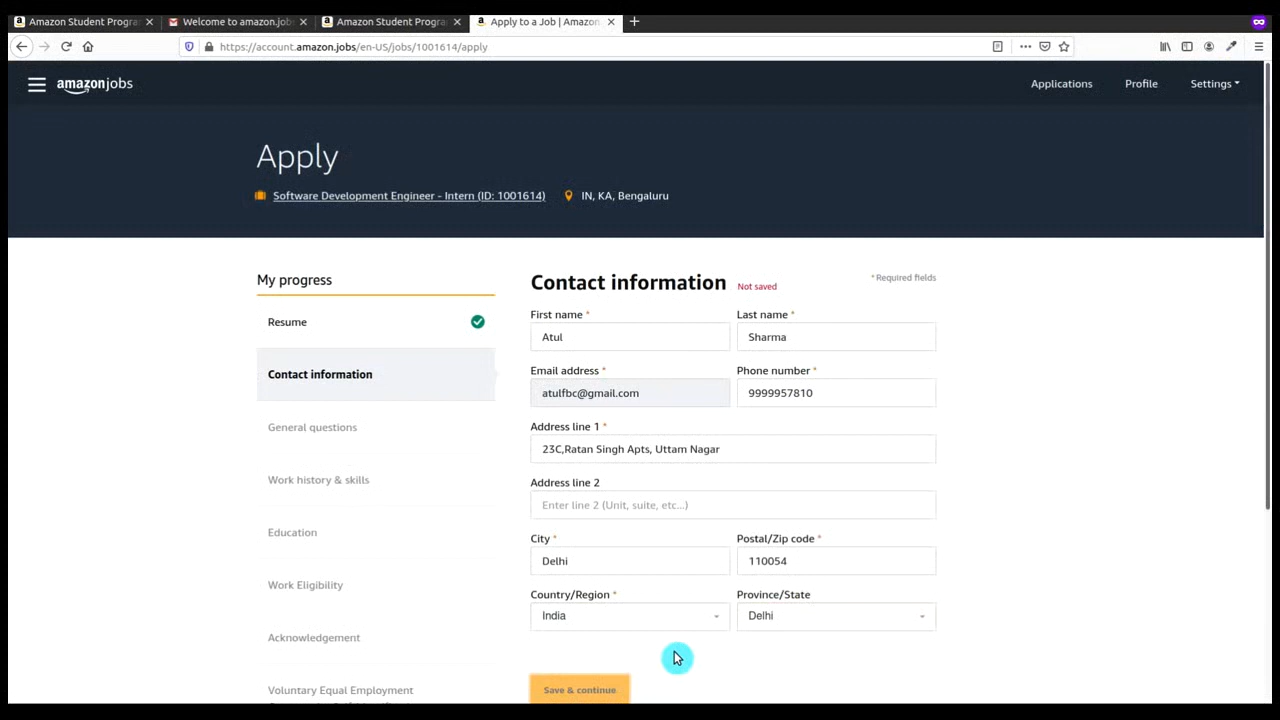 Amazon Student Progra
Welcome to amazon.job
Amazon Student Progra
Apply to a Job | Amazon
https://account.amazon.jobs/en-US/jobs/1001614/apply
amazonjobs
Applications
Profile
Settings
Apply
Software Development Engineer - Intern (ID: 1001614)
IN, KA, Bengaluru
My progress
Resume
Contact information
General questions
Work history & skills
Education
Work Eligibility
Acknowledgement
Voluntary Equal Employment
Contact information
Not saved
* Required fields
First name *
Last name *
Atul
Sharma
Email address *
Phone number *
atulfbc@gmail.com
9999957810
Address line 1 *
23C,Ratan Singh Apts, Uttam Nagar
Address line 2
Enter line 2 (Unit, suite, etc...)
City *
Postal/Zip code *
Delhi
110054
Country/Region *
Province/State
India
Delhi
Save & continue